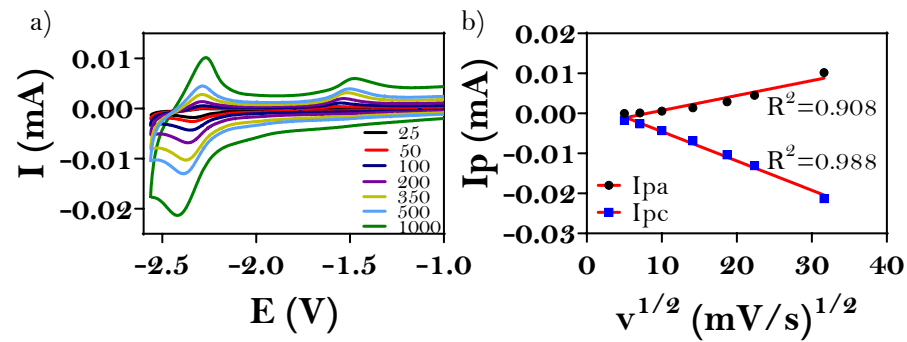 a)
I (mA)
0.01
0.00
-0.01
-0.02
25
50
100
200
350
500
1000
-2.5
-2.0
-1.5
-1.0
E (V)
b)
Ip (mA)
0.02
0.01
0.00
-0.01
-0.02
-0.03
R²=0.908
R²=0.988
Ipa
Ipc
0
10
20
30
40
v^{1/2} (mV/s)^{1/2}